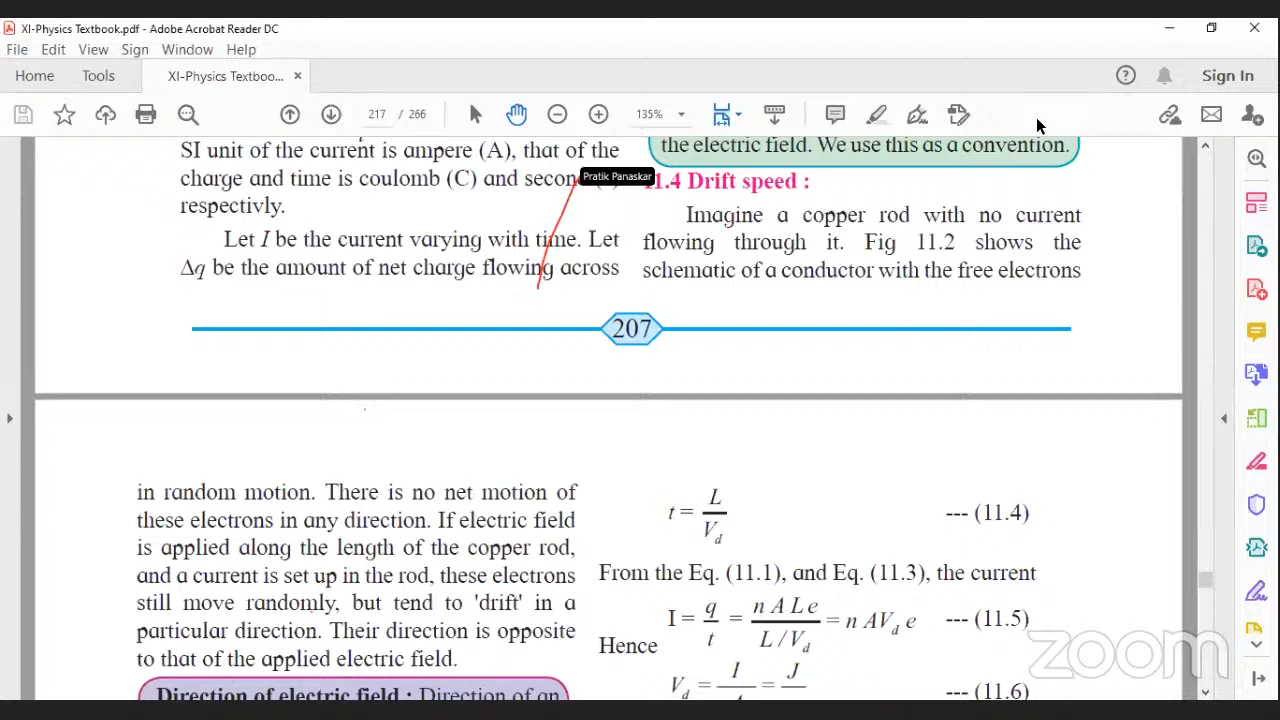 XI-Physics Textbook.pdf - Adobe Acrobat Reader DC
File Edit View Sign Window Help
Home Tools XI-Physics Textboo... × Sign In
217 / 266 135%
SI unit of the current is ampere (A), that of the
charge and time is coulomb (C) and
respectivly.
Let I be the current varying with time. Let
Δq be the amount of net charge flowing across
Pratik Panaskar
the electric field. We use this as a convention.
11.4 Drift speed :
Imagine a copper rod with no current
flowing through it. Fig 11.2 shows the
schematic of a conductor with the free electrons
207
in random motion. There is no net motion of
these electrons in any direction. If electric field
is applied along the length of the copper rod,
and a current is set up in the rod, these electrons
still move randomly, but tend to 'drift' in a
particular direction. Their direction is opposite
to that of the applied electric field.
Direction of electric field : Direction of an
t = L / V_d --- (11.4)
From the Eq. (11.1), and Eq. (11.3), the current
I = q / t = n A L e / L / V_d = n AV_d e --- (11.5)
Hence
V_d = I = J --- (11.6)
zoom